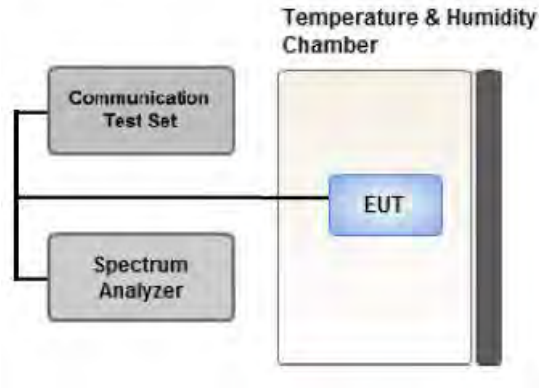 Temperature & Humidity
Chamber
Communication
Test Set
EUT
Spectrum
Analyzer